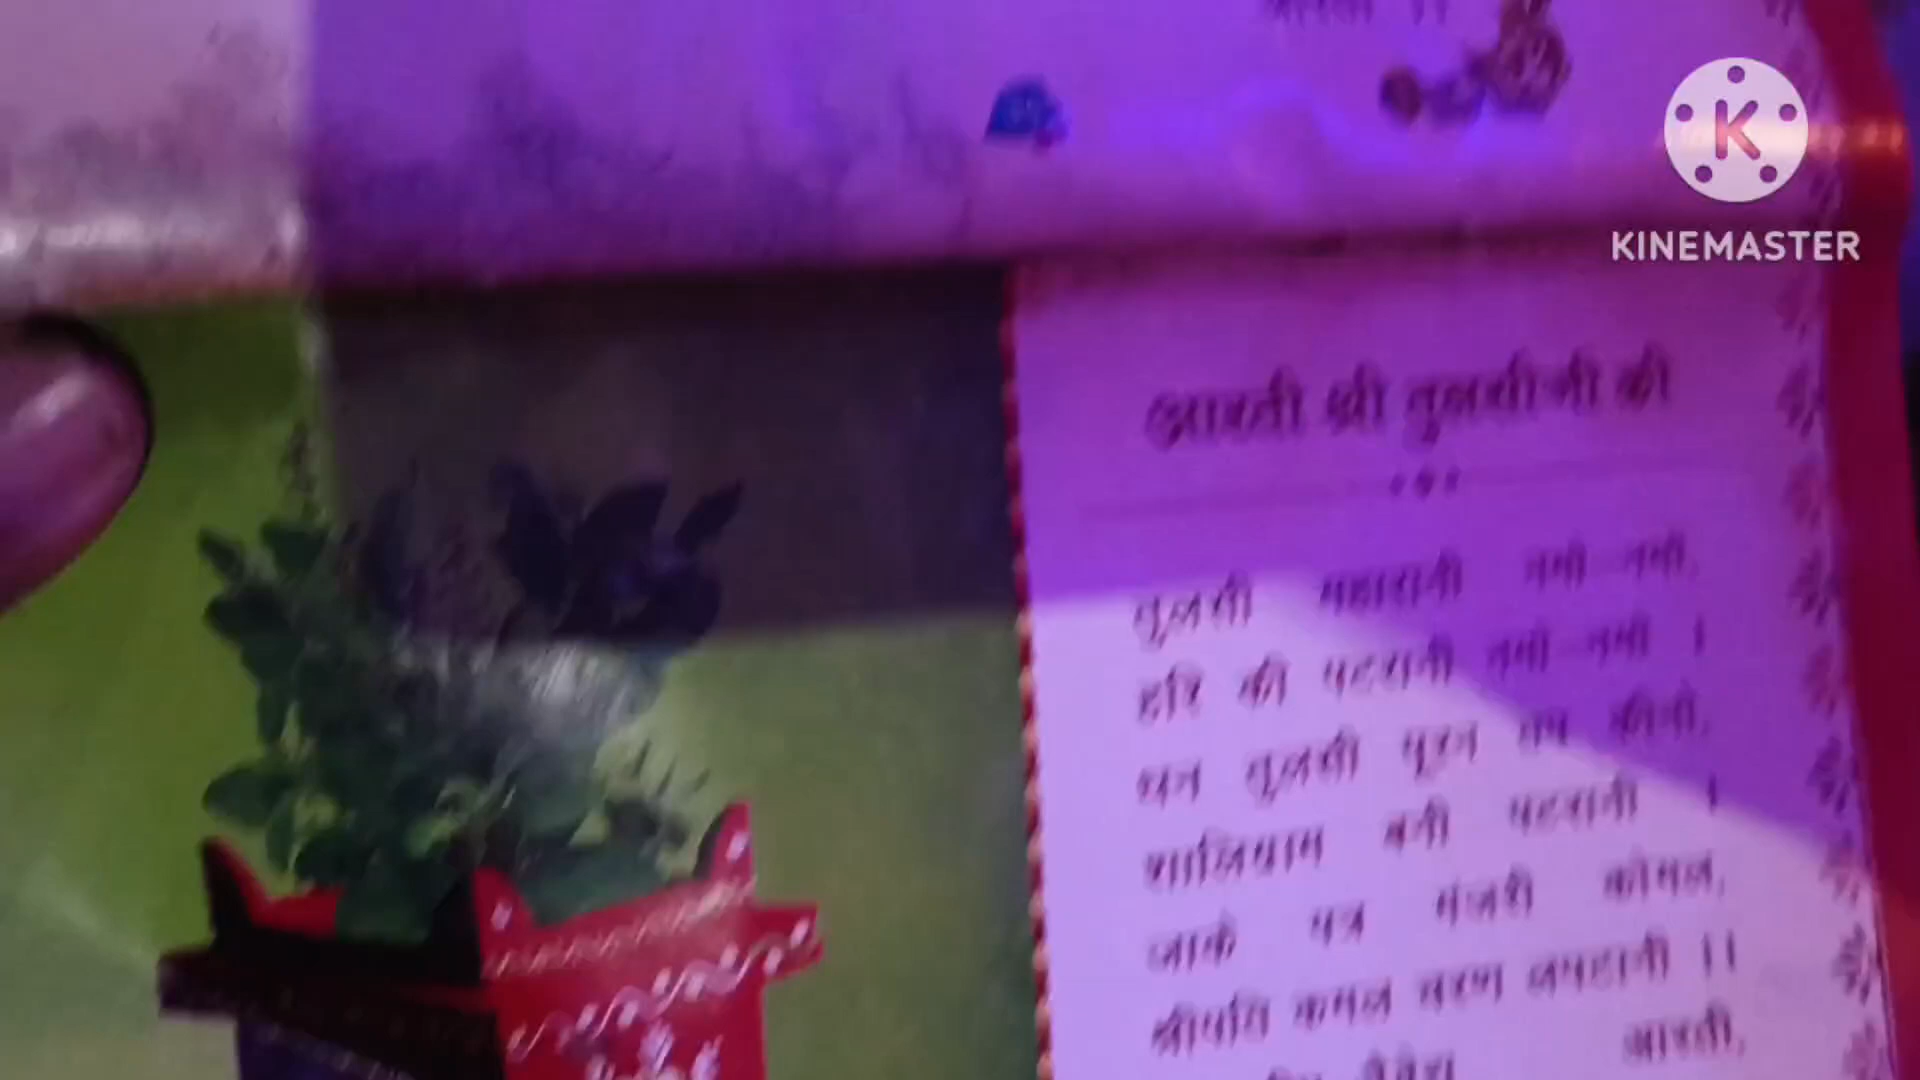 K
KINEMASTER
आरती श्री तुलसी जी की
तुलसी महारानी नमो-नमो,
हरि की पटरानी नमो-नमो ।
धन तुलसी पूरन तप कीनो,
शालिग्राम बनी पटरानी ।
जाके पत्र मंजरी कोमल,
श्रीपति कमल चरण लपटानी ।।
आरती,